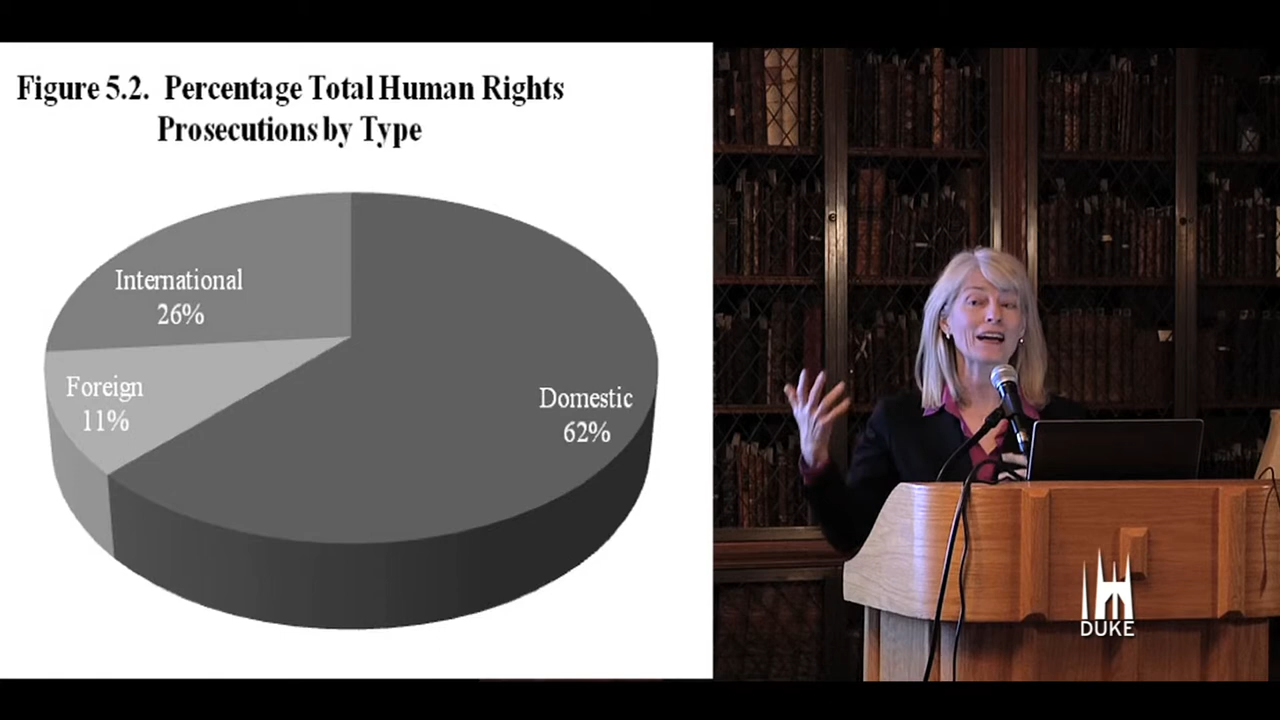 Figure 5.2. Percentage Total Human Rights
Prosecutions by Type
International
26%
Foreign
11%
Domestic
62%
DUKE